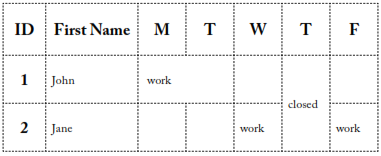 ID First Name M T W T F
1 John work
closed
2 Jane work work